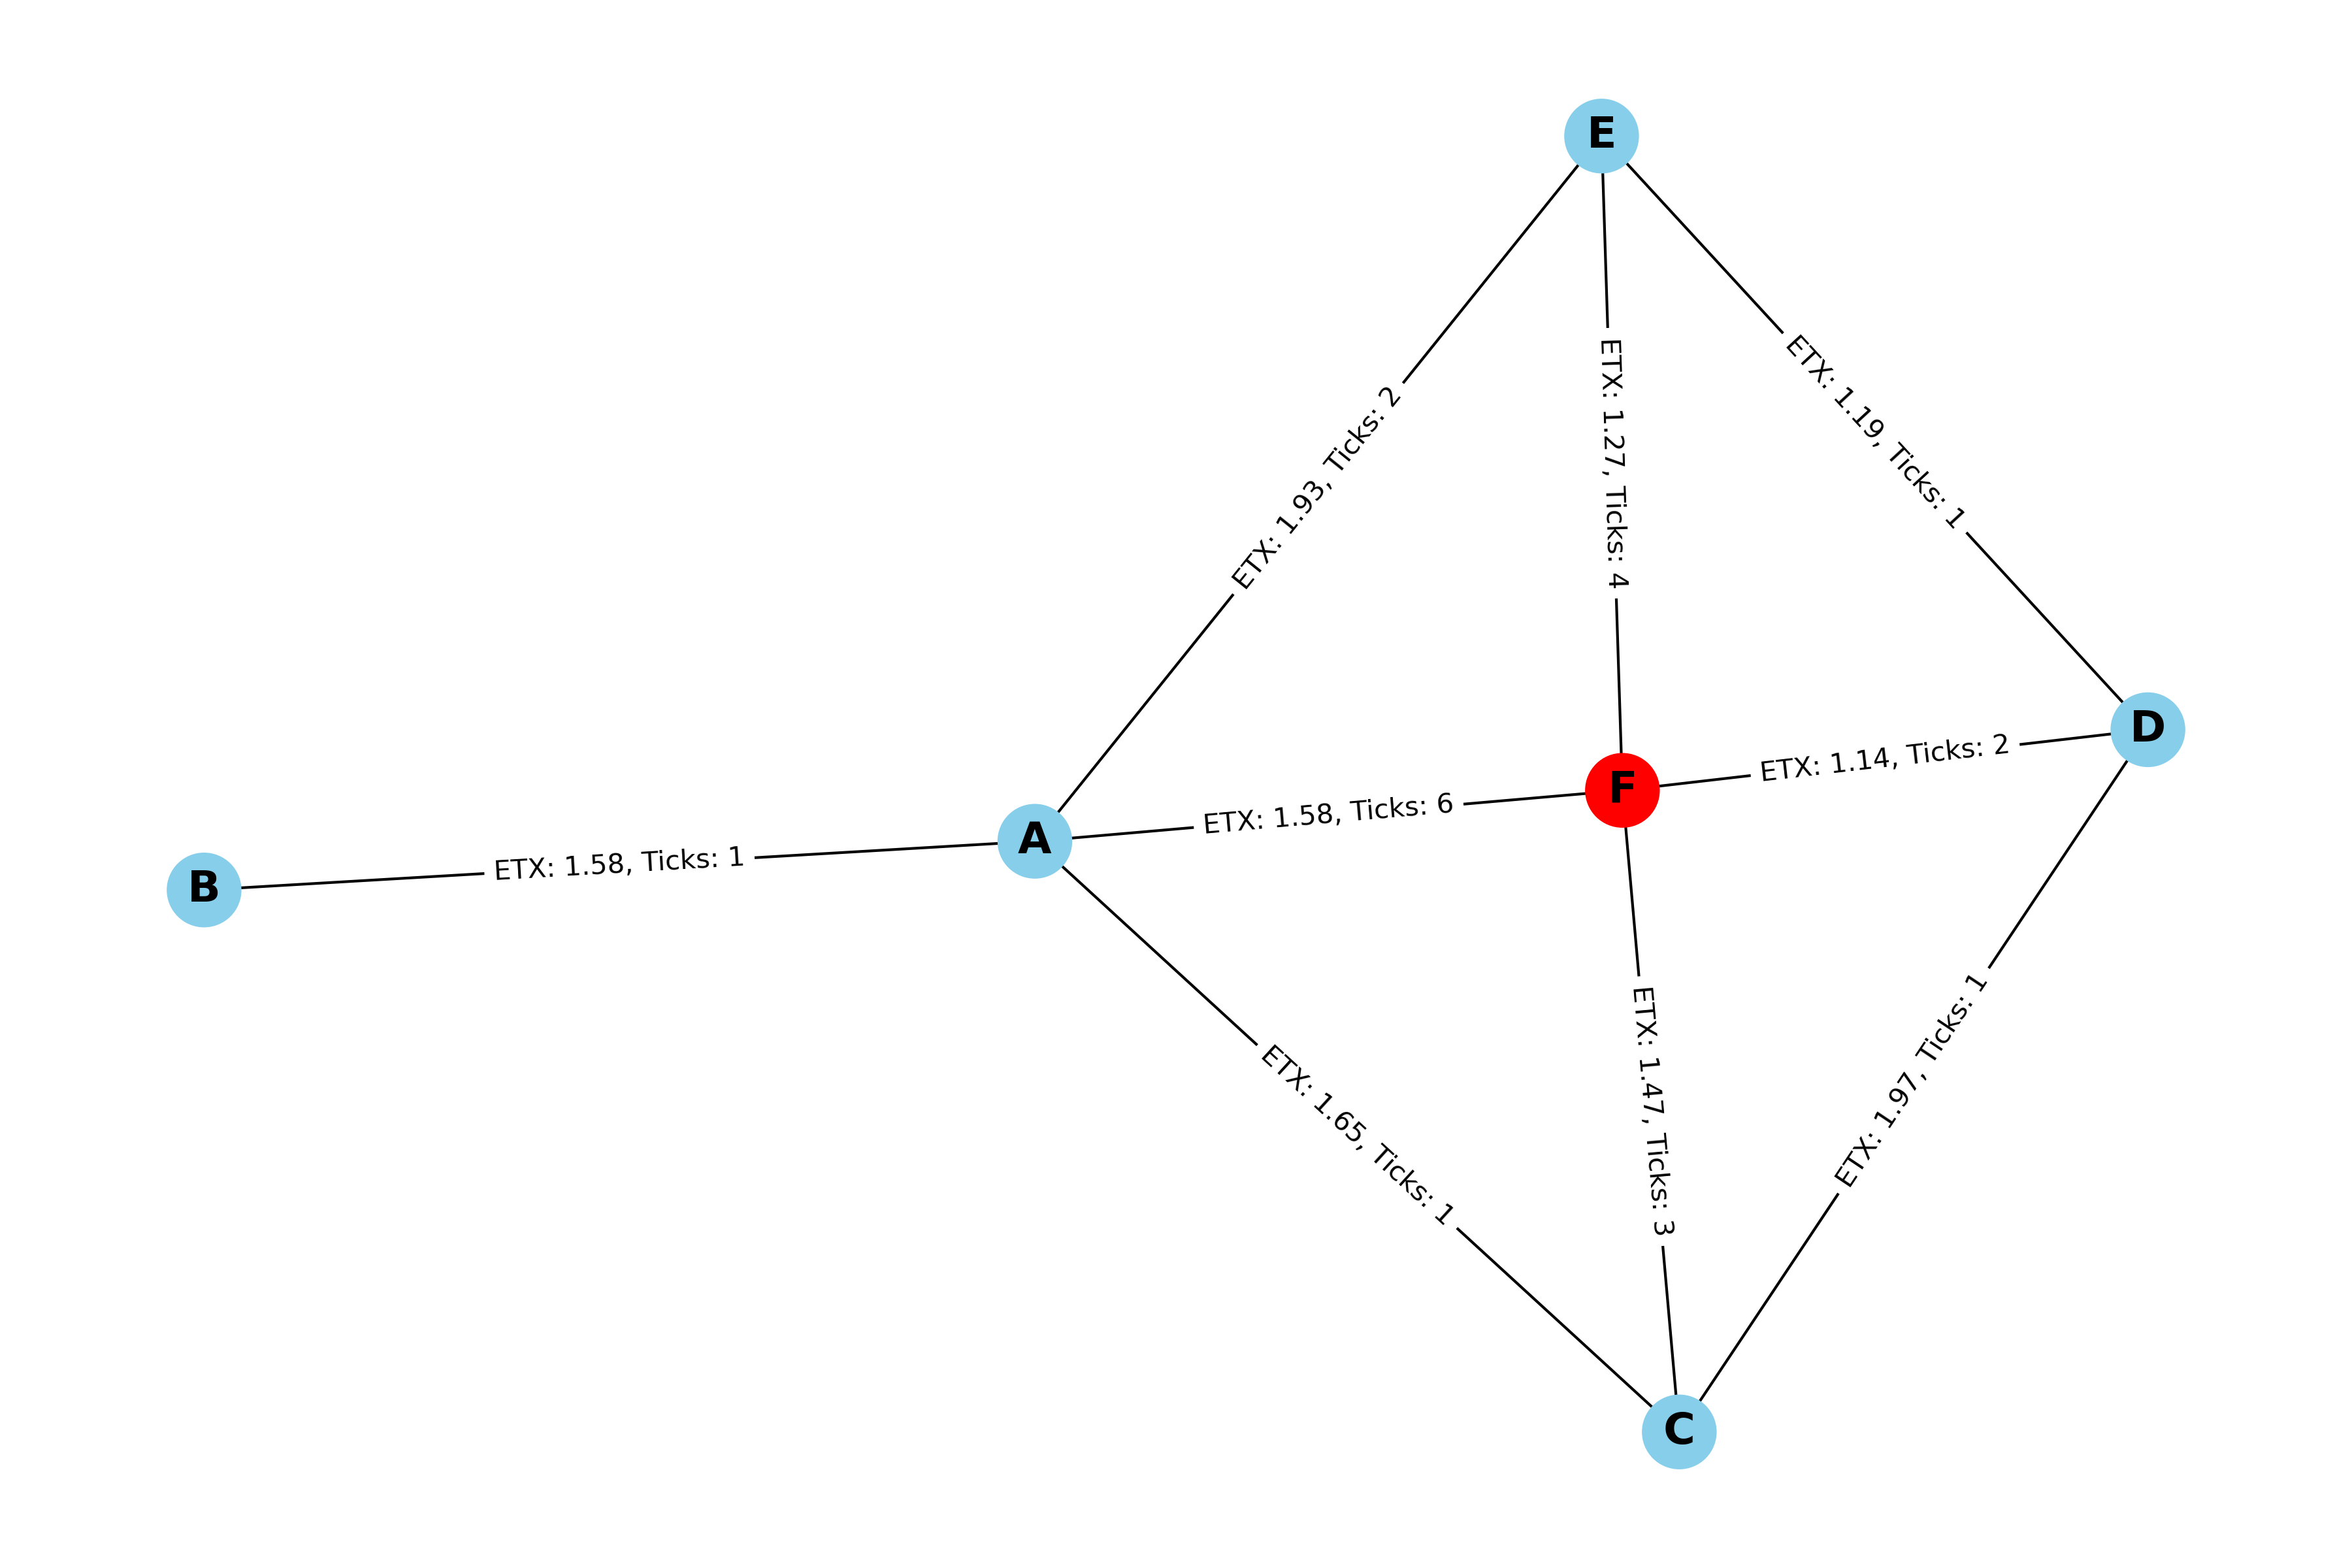 E
ETX: 1.93, Ticks: 2
ETX: 1.27, Ticks: 4
ETX: 1.19, Ticks: 1
D
ETX: 1.14, Ticks: 2
F
ETX: 1.58, Ticks: 6
A
ETX: 1.58, Ticks: 1
B
ETX: 1.65, Ticks: 1
ETX: 1.47, Ticks: 3
ETX: 1.97, Ticks: 1
C